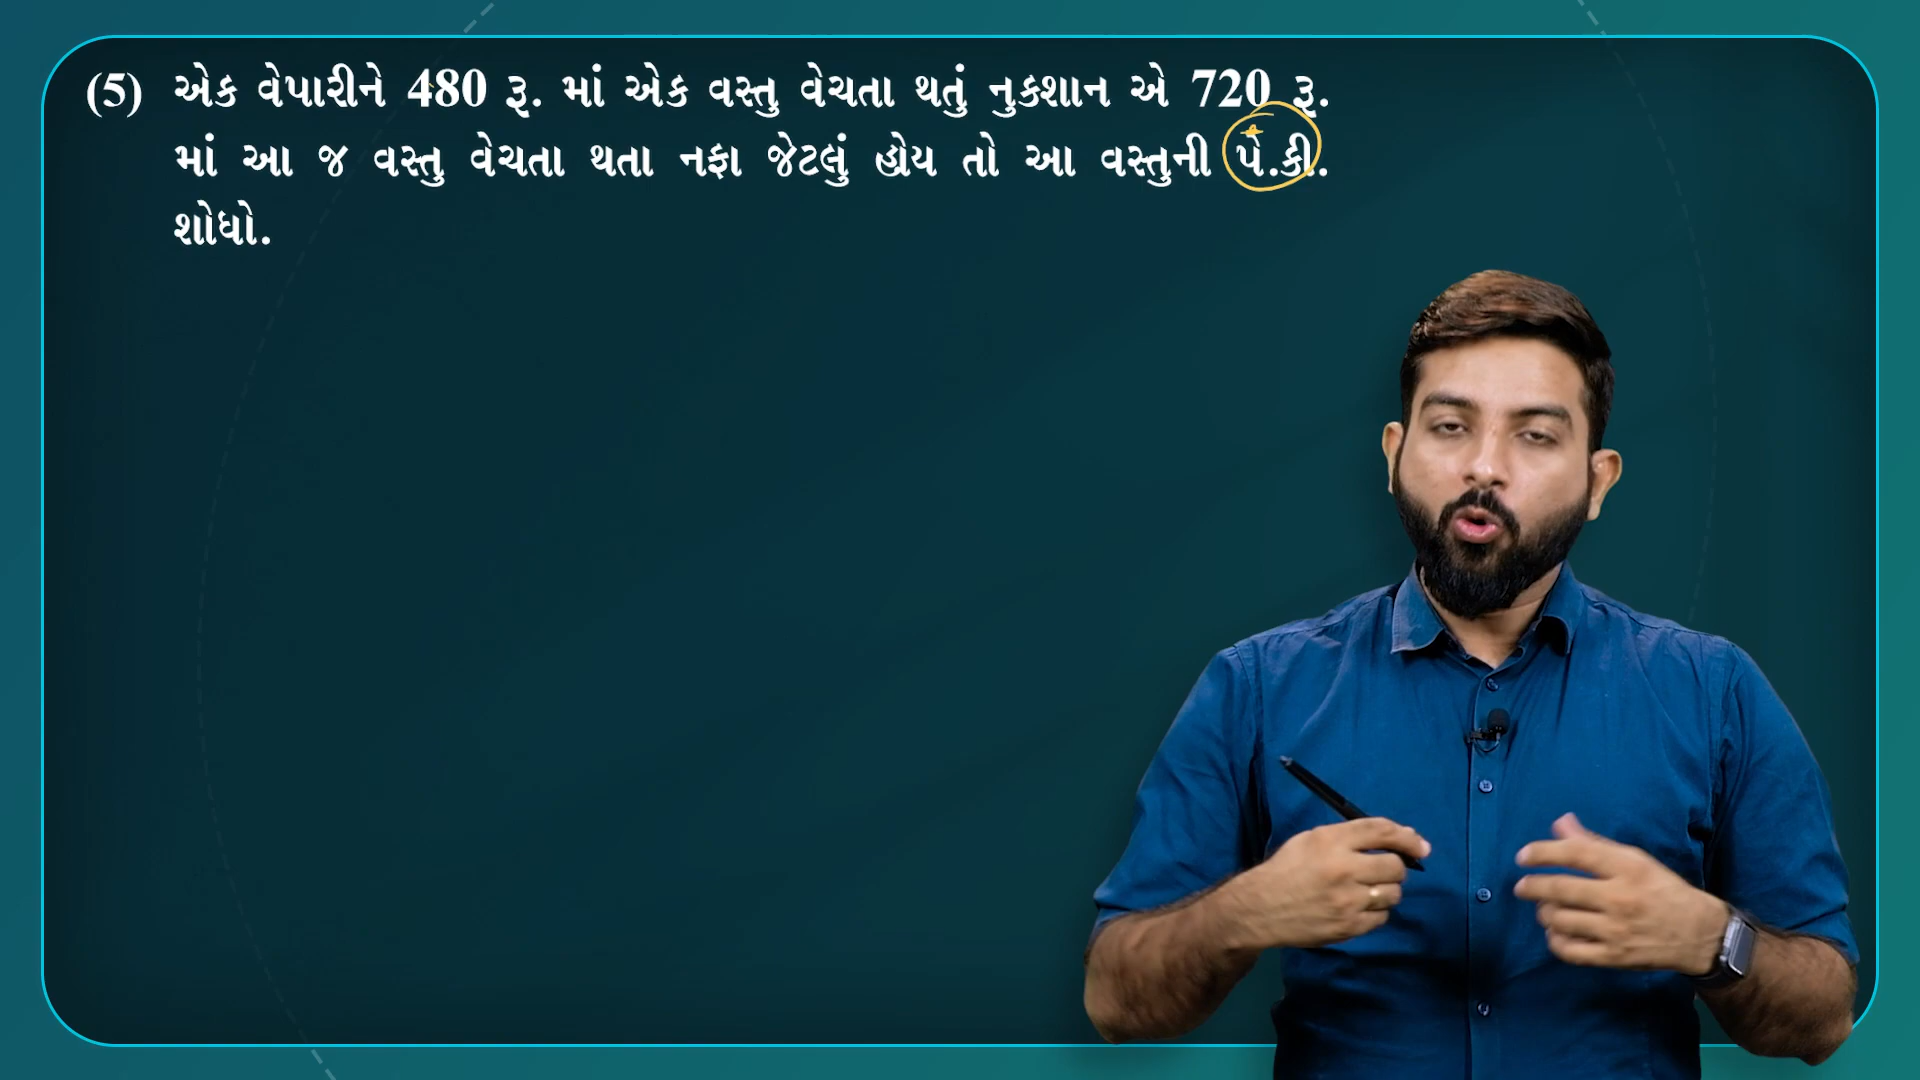 (5) એક વેપારીને 480 રૂ. માં એક વસ્તુ વેચતા થતું નુકશાન એ 720 રૂ.
માં આ જ વસ્તુ વેચતા થતા નફા જેટલું હોય તો આ વસ્તુની પે.કી.
શોધો.